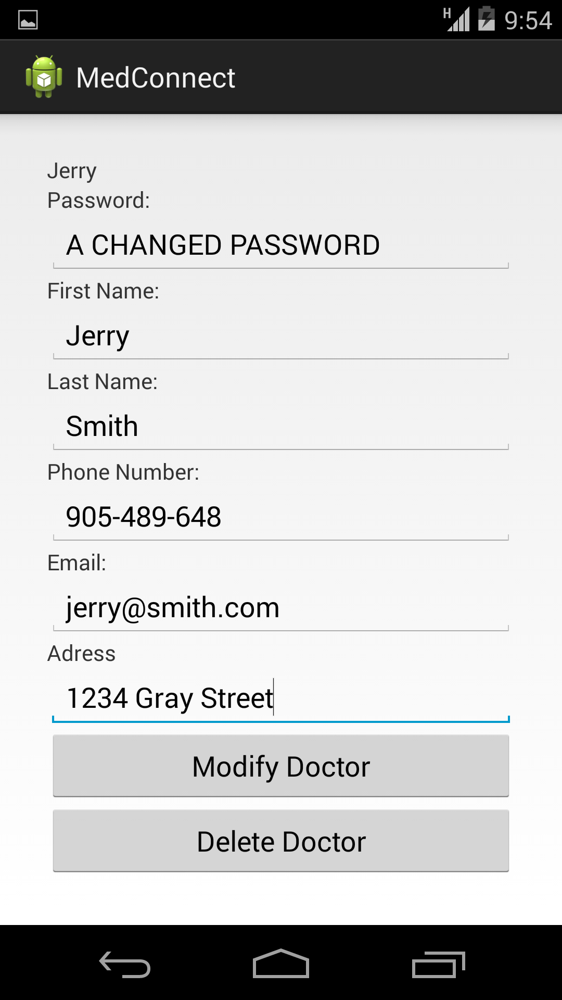 H 9:54
MedConnect
Jerry
Password:
A CHANGED PASSWORD
First Name:
Jerry
Last Name:
Smith
Phone Number:
905-489-648
Email:
jerry@smith.com
Adress
1234 Gray Street
Modify Doctor
Delete Doctor